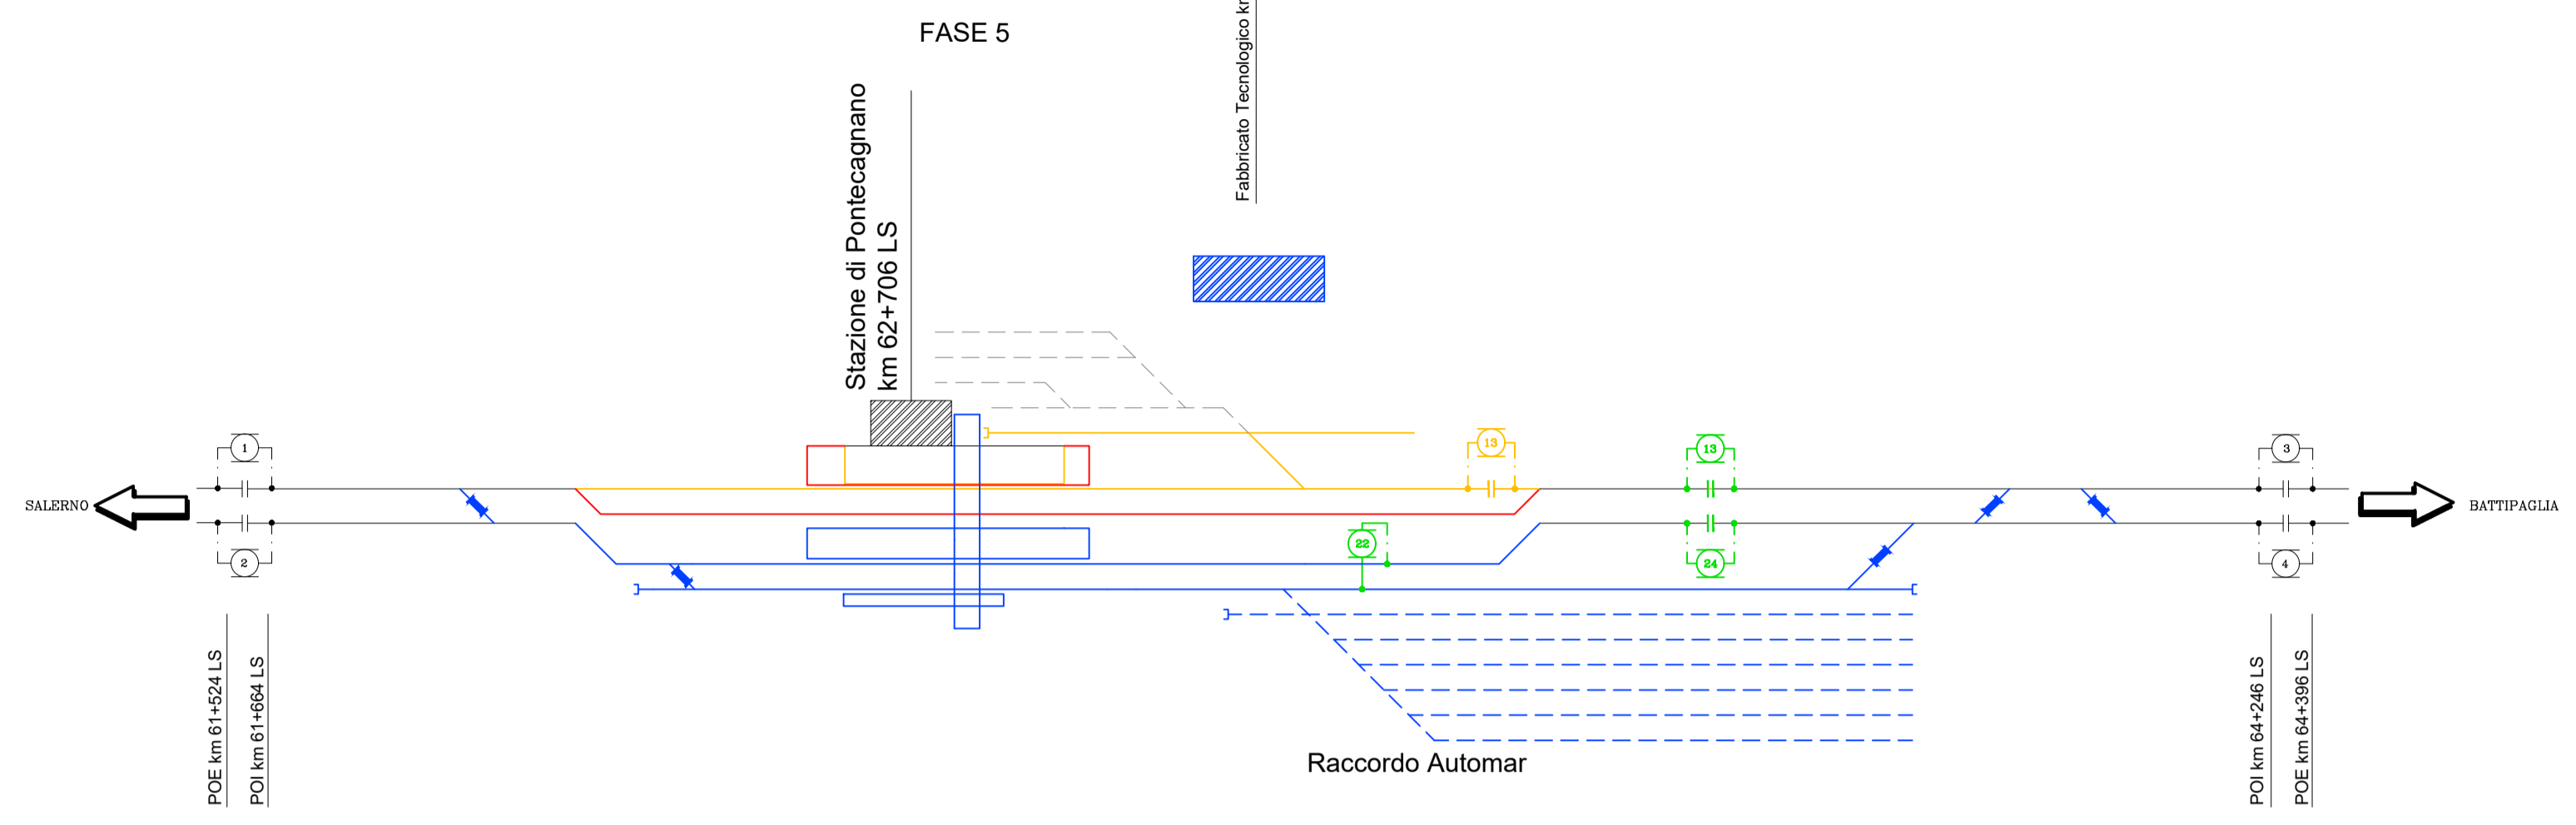 FASE 5
Fabbricato Tecnologico
Stazione di Pontecagnano
km 62+706 LS
1
13
13
3
SALERNO
BATTIPAGLIA
22
2
24
4
POE km 61+524 LS
POI km 61+664 LS
POI km 64+246 LS
POE km 64+396 LS
Raccordo Automar